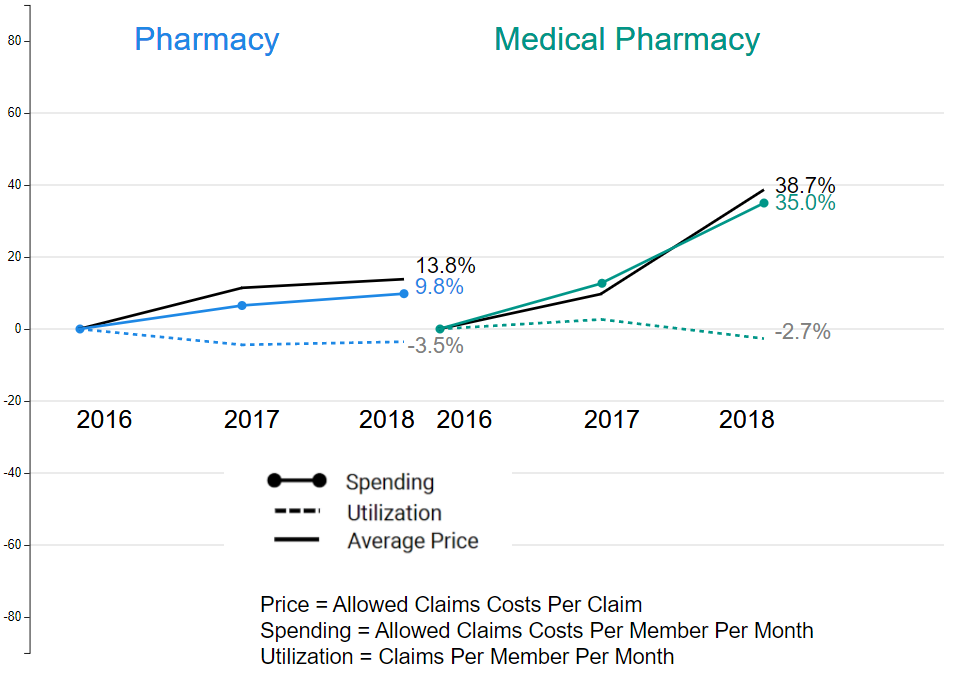 Pharmacy
Medical Pharmacy
80
60
40
20
0
-20
-40
-60
-80
13.8%
9.8%
-3.5%
38.7%
35.0%
-2.7%
2016 2017 2018 2016 2017 2018
Spending
Utilization
Average Price
Price = Allowed Claims Costs Per Claim
Spending = Allowed Claims Costs Per Member Per Month
Utilization = Claims Per Member Per Month